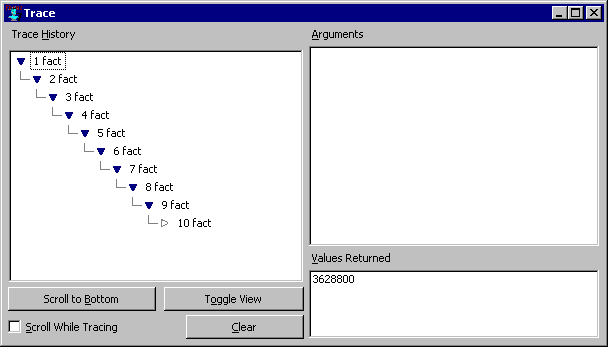 Trace
Trace History
1 fact
2 fact
3 fact
4 fact
5 fact
6 fact
7 fact
8 fact
9 fact
10 fact
Scroll to Bottom
Toggle View
Scroll While Tracing
Clear
Arguments
Values Returned
3628800